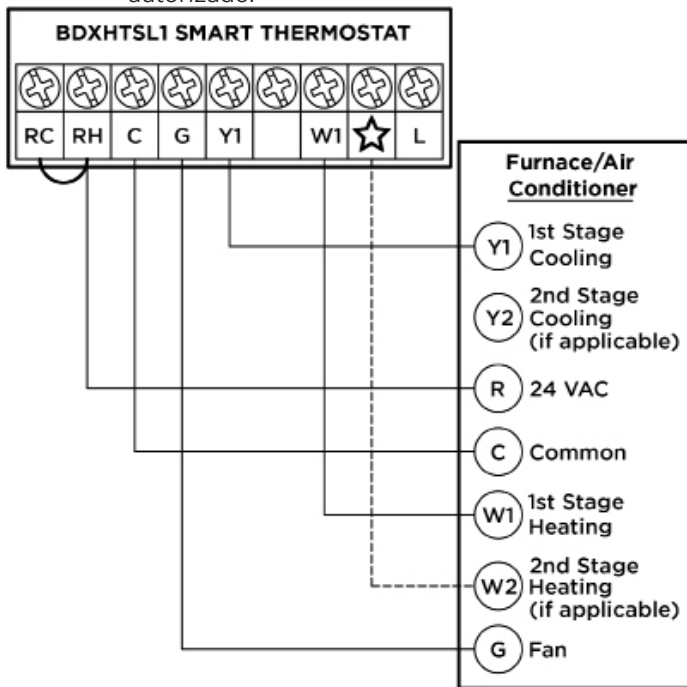 autorizado.
BDXHTSL1 SMART THERMOSTAT
RC RH C G Y1 W1 ☆ L
Furnace/Air
Conditioner
Y1 1st Stage
Cooling
Y2 2nd Stage
Cooling
(if applicable)
R 24 VAC
C Common
W1 1st Stage
Heating
W2 2nd Stage
Heating
(if applicable)
G Fan